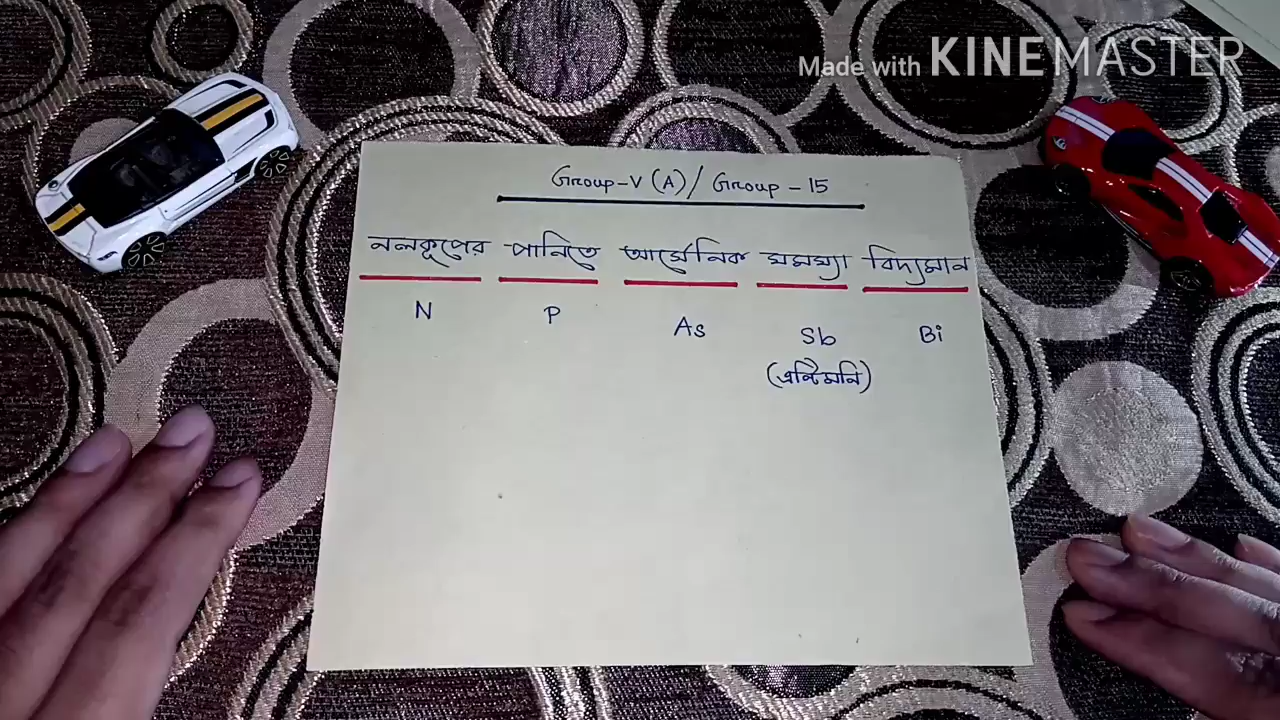 Made with KINEMASTER
Group-V (A) / Group - 15
নলকূপের পানিতে আর্সেনিক সমস্যা বিদ্যমান
N P As Sb Bi
(এন্টিমনি)